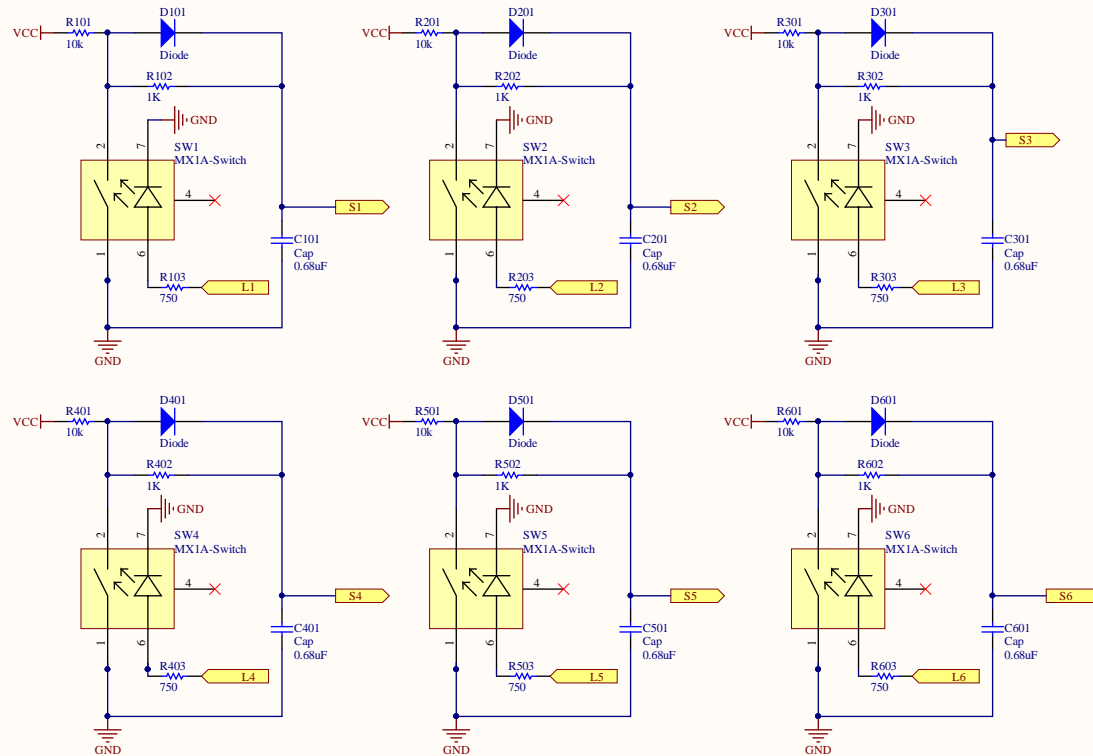 R101
D101
VCC
10k
Diode
R102
1K
GND
2
7
SW1
MX1A-Switch
4
S1
1
6
C101
Cap
0.68uF
R103
L1
750
GND
R201
D201
VCC
10k
Diode
R202
1K
GND
2
7
SW2
MX1A-Switch
4
S2
1
6
C201
Cap
0.68uF
R203
L2
750
GND
R301
D301
VCC
10k
Diode
R302
1K
GND
2
7
S3
SW3
MX1A-Switch
4
1
6
C301
Cap
0.68uF
R303
L3
750
GND
R401
D401
VCC
10k
Diode
R402
1K
GND
2
7
SW4
MX1A-Switch
4
S4
1
6
C401
Cap
0.68uF
R403
L4
750
GND
R501
D501
VCC
10k
Diode
R502
1K
GND
2
7
SW5
MX1A-Switch
4
S5
1
6
C501
Cap
0.68uF
R503
L5
750
GND
R601
D601
VCC
10k
Diode
R602
1K
GND
2
7
SW6
MX1A-Switch
4
S6
1
6
C601
Cap
0.68uF
R603
L6
750
GND